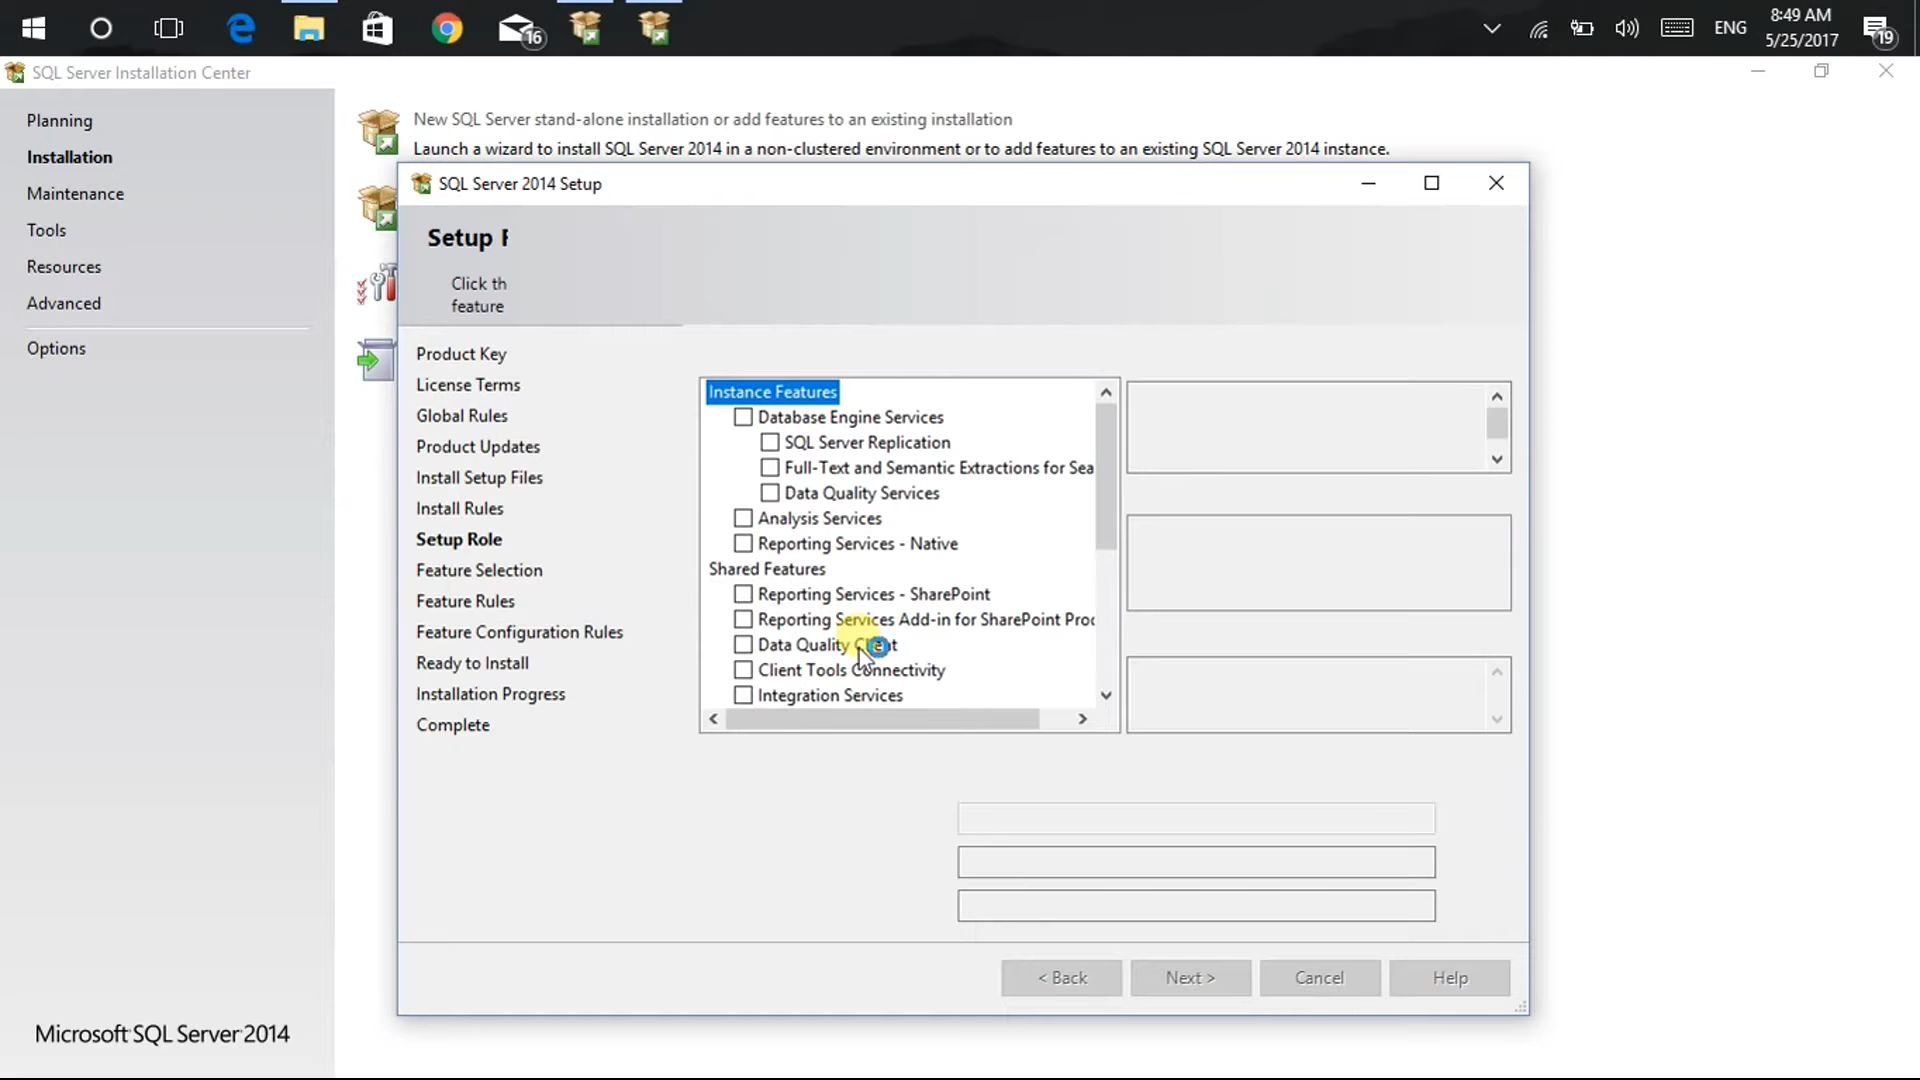 16
8:49 AM
ENG
5/25/2017
19
SQL Server Installation Center
Planning
Installation
Maintenance
Tools
Resources
Advanced
Options
New SQL Server stand-alone installation or add features to an existing installation
Launch a wizard to install SQL Server 2014 in a non-clustered environment or to add features to an existing SQL Server 2014 instance.
SQL Server 2014 Setup
Setup
Click th
feature
Product Key
License Terms
Global Rules
Product Updates
Install Setup Files
Install Rules
Setup Role
Feature Selection
Feature Rules
Feature Configuration Rules
Ready to Install
Installation Progress
Complete
Instance Features
Database Engine Services
SQL Server Replication
Full-Text and Semantic Extractions for Sea
Data Quality Services
Analysis Services
Reporting Services - Native
Shared Features
Reporting Services - SharePoint
Reporting Services Add-in for SharePoint Proc
Data Quality Client
Client Tools Connectivity
Integration Services
< Back
Next >
Cancel
Help
Microsoft SQL Server 2014